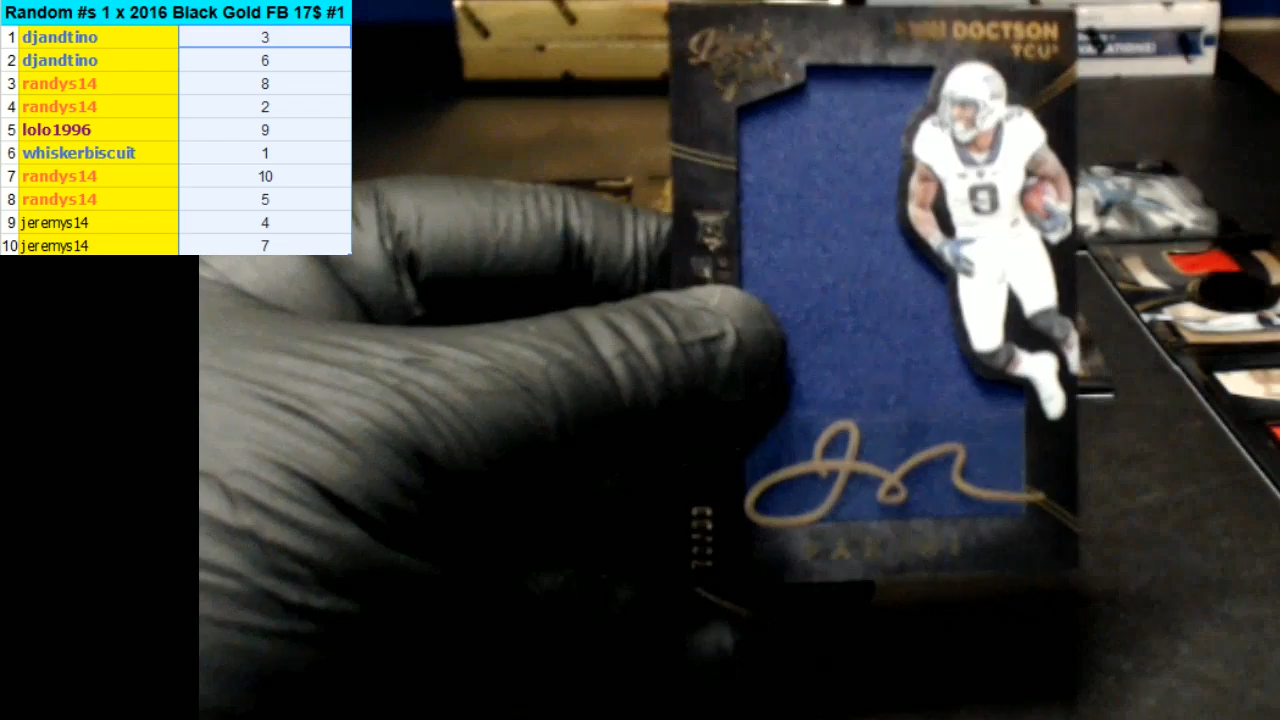 Random #s 1 x 2016 Black Gold FB 17$ #1
1 djandtino 3
2 djandtino 6
3 randys14 8
4 randys14 2
5 lolo1996 9
6 whiskerbiscuit 1
7 randys14 10
8 randys14 5
9 jeremys14 4
10 jeremys14 7
DOCTSON
TCU
9
PANINI